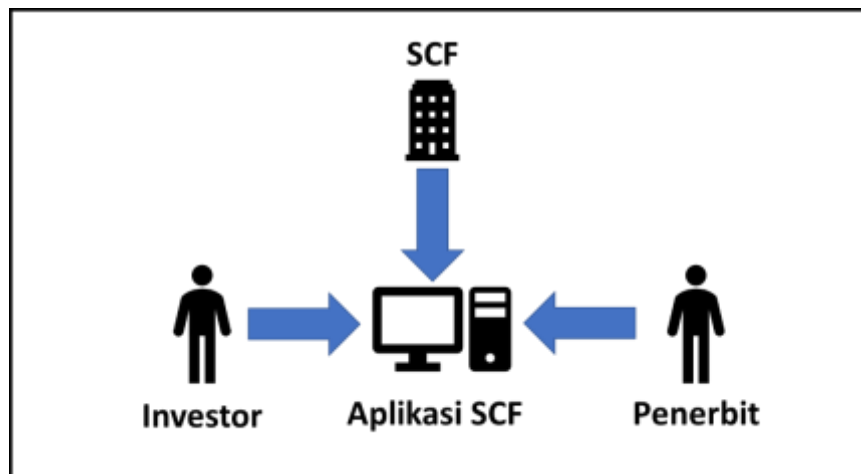 SCF
Investor
Aplikasi SCF
Penerbit